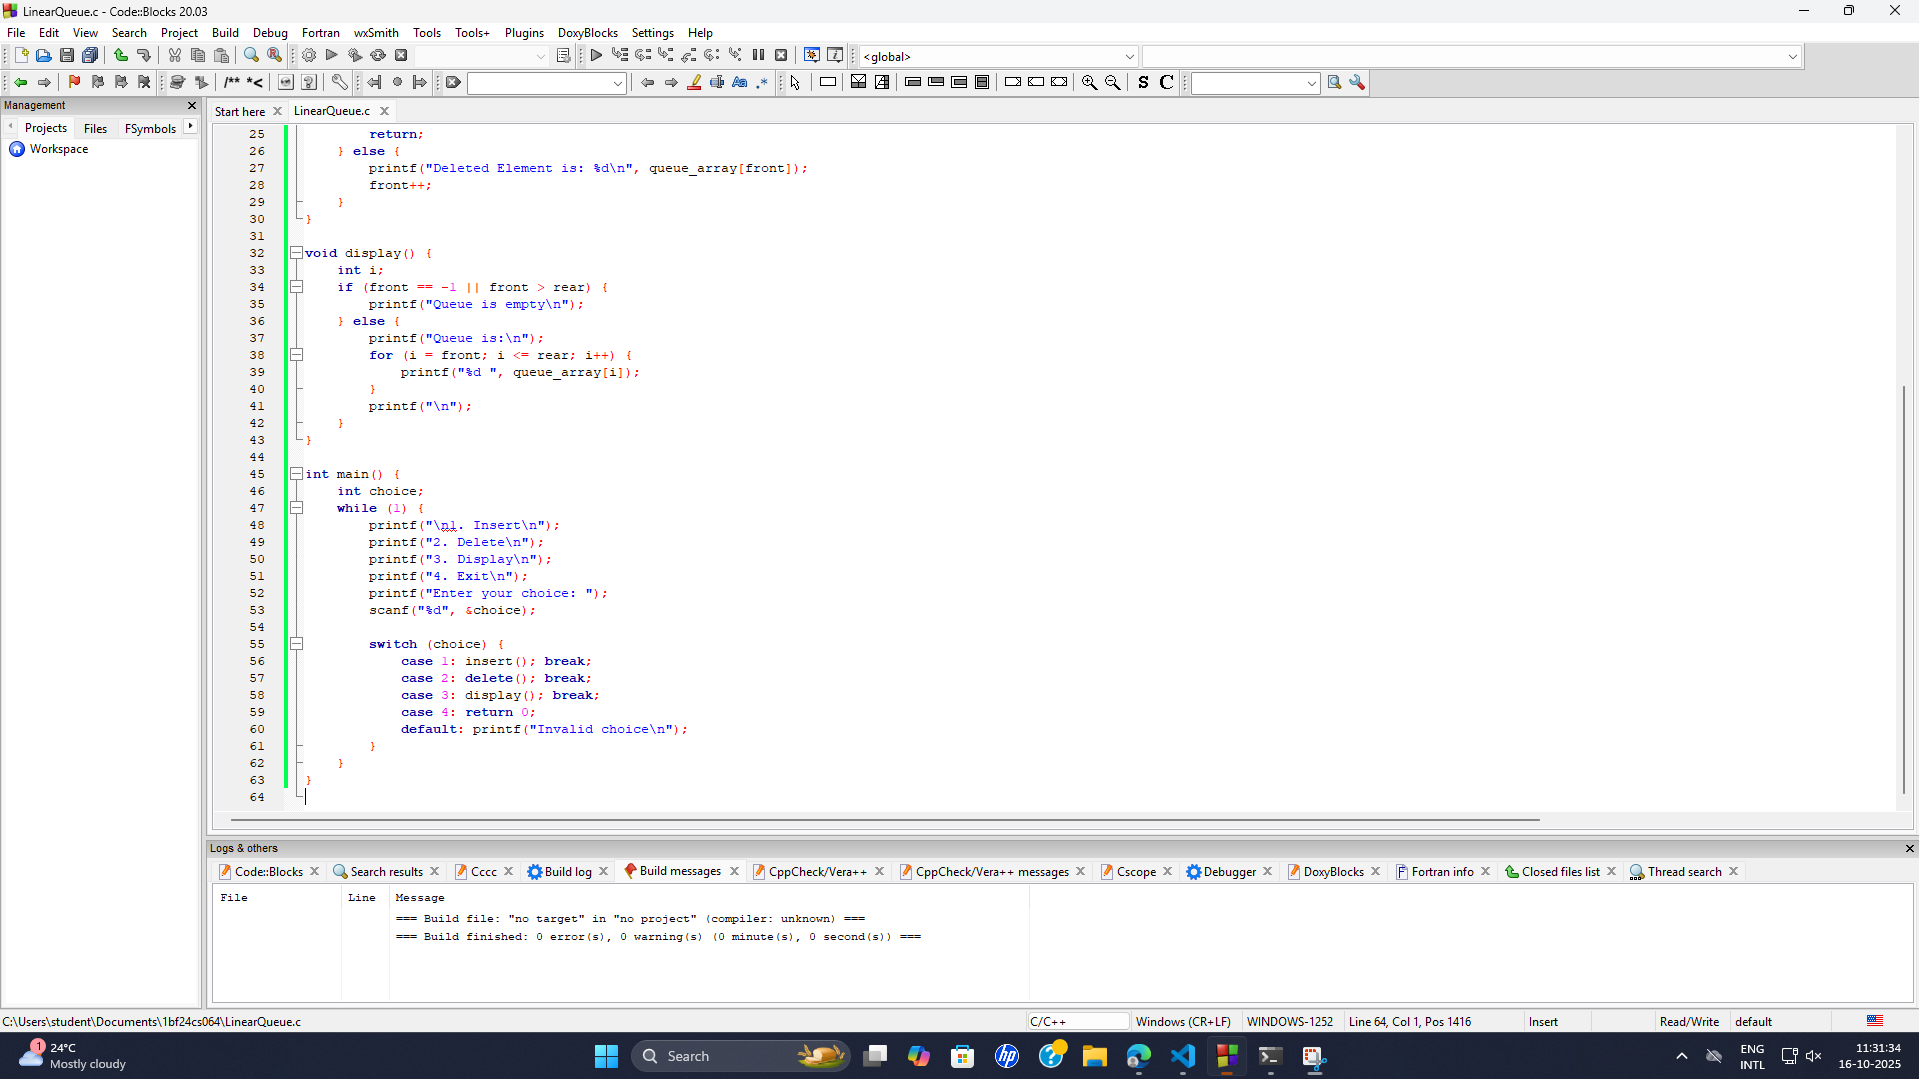 LinearQueue.c - Code::Blocks 20.03
File Edit View Search Project Build Debug Fortran wxSmith Tools Tools+ Plugins DoxyBlocks Settings Help
<global>
/** *< Aa .* S C
Management
Projects Files FSymbols
Workspace
Start here LinearQueue.c
25 return;
26 } else {
27 printf("Deleted Element is: %d\n", queue_array[front]);
28 front++;
29 }
30 }
31
32 void display() {
33 int i;
34 if (front == -1 || front > rear) {
35 printf("Queue is empty\n");
36 } else {
37 printf("Queue is:\n");
38 for (i = front; i <= rear; i++) {
39 printf("%d ", queue_array[i]);
40 }
41 printf("\n");
42 }
43 }
44
45 int main() {
46 int choice;
47 while (1) {
48 printf("\n1. Insert\n");
49 printf("2. Delete\n");
50 printf("3. Display\n");
51 printf("4. Exit\n");
52 printf("Enter your choice: ");
53 scanf("%d", &choice);
54
55 switch (choice) {
56 case 1: insert(); break;
57 case 2: delete(); break;
58 case 3: display(); break;
59 case 4: return 0;
60 default: printf("Invalid choice\n");
61 }
62 }
63 }
64
Logs & others
Code::Blocks Search results Cccc Build log Build messages CppCheck/Vera++ CppCheck/Vera++ messages Cscope Debugger DoxyBlocks Fortran info Closed files list Thread search
File Line Message
=== Build file: "no target" in "no project" (compiler: unknown) ===
=== Build finished: 0 error(s), 0 warning(s) (0 minute(s), 0 second(s)) ===
C:\Users\student\Documents\1bf24cs064\LinearQueue.c C/C++ Windows (CR+LF) WINDOWS-1252 Line 64, Col 1, Pos 1416 Insert Read/Write default
1 24°C
Mostly cloudy
Search
hp
ENG
INTL
11:31:34
16-10-2025